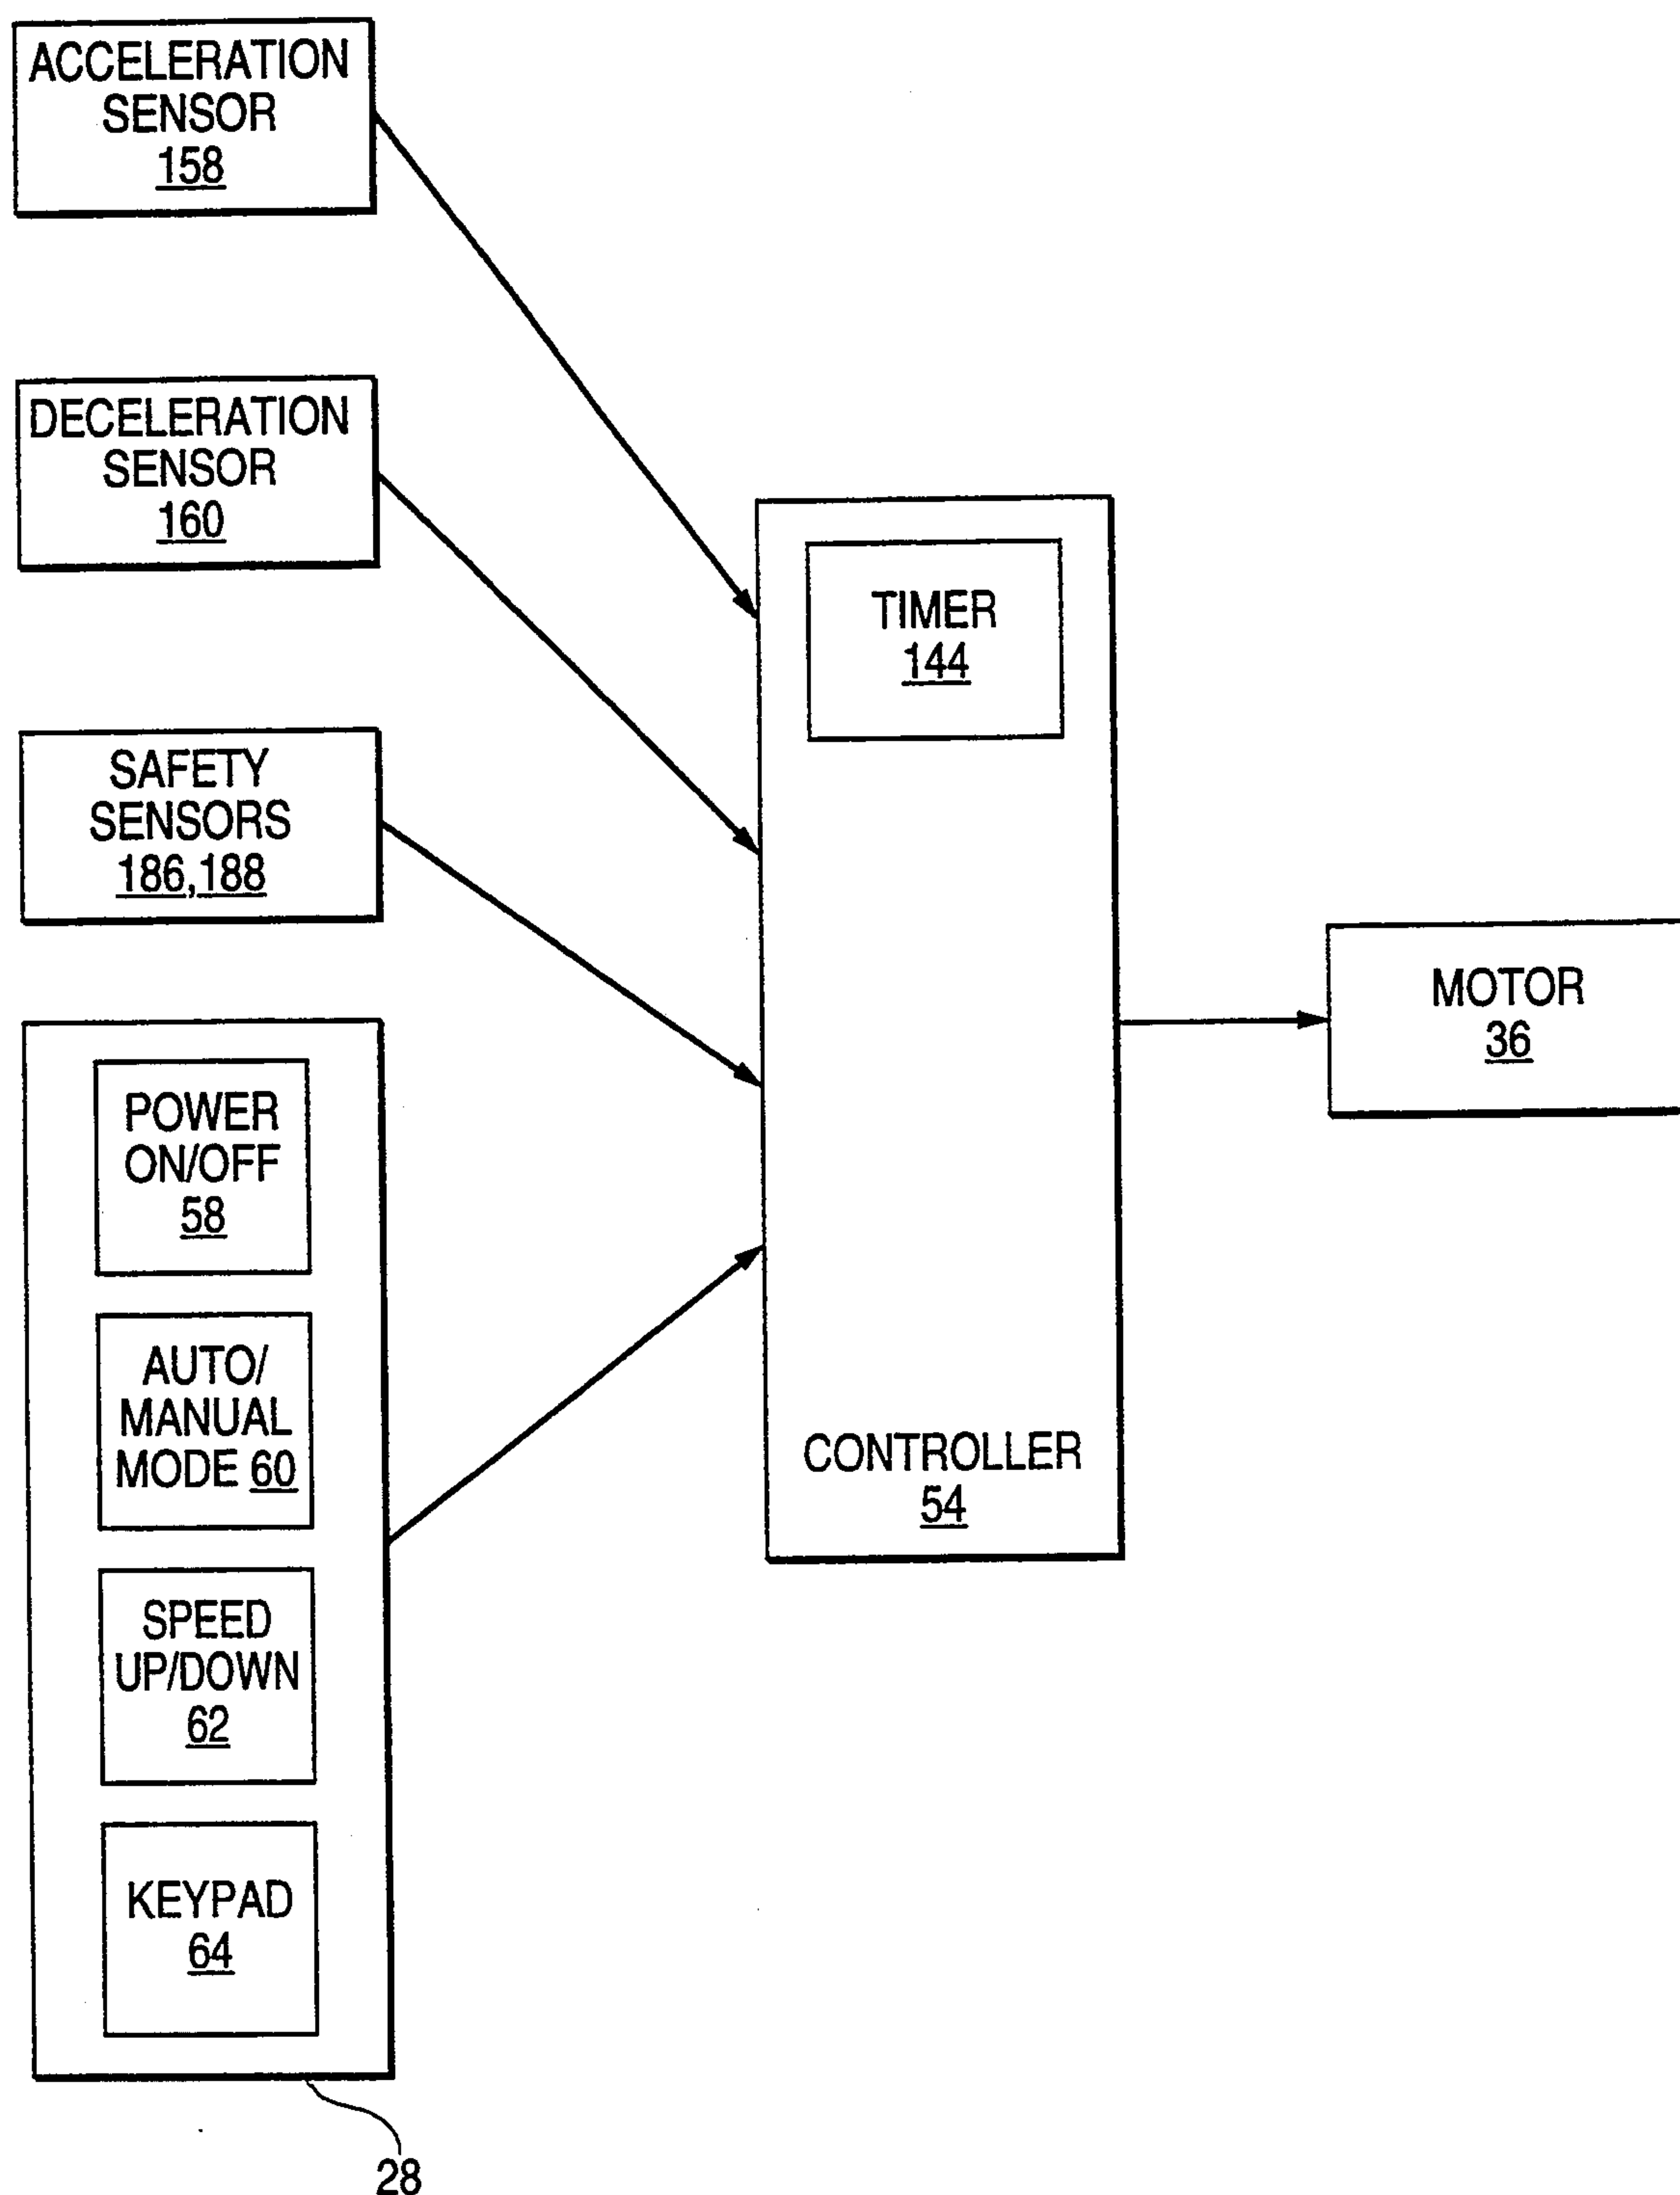 ACCELERATION
SENSOR
158
DECELERATION
SENSOR
160
SAFETY
SENSORS
186,188
POWER
ON/OFF
58
AUTO/
MANUAL
MODE 60
SPEED
UP/DOWN
62
KEYPAD
64
28
TIMER
144
CONTROLLER
54
MOTOR
36